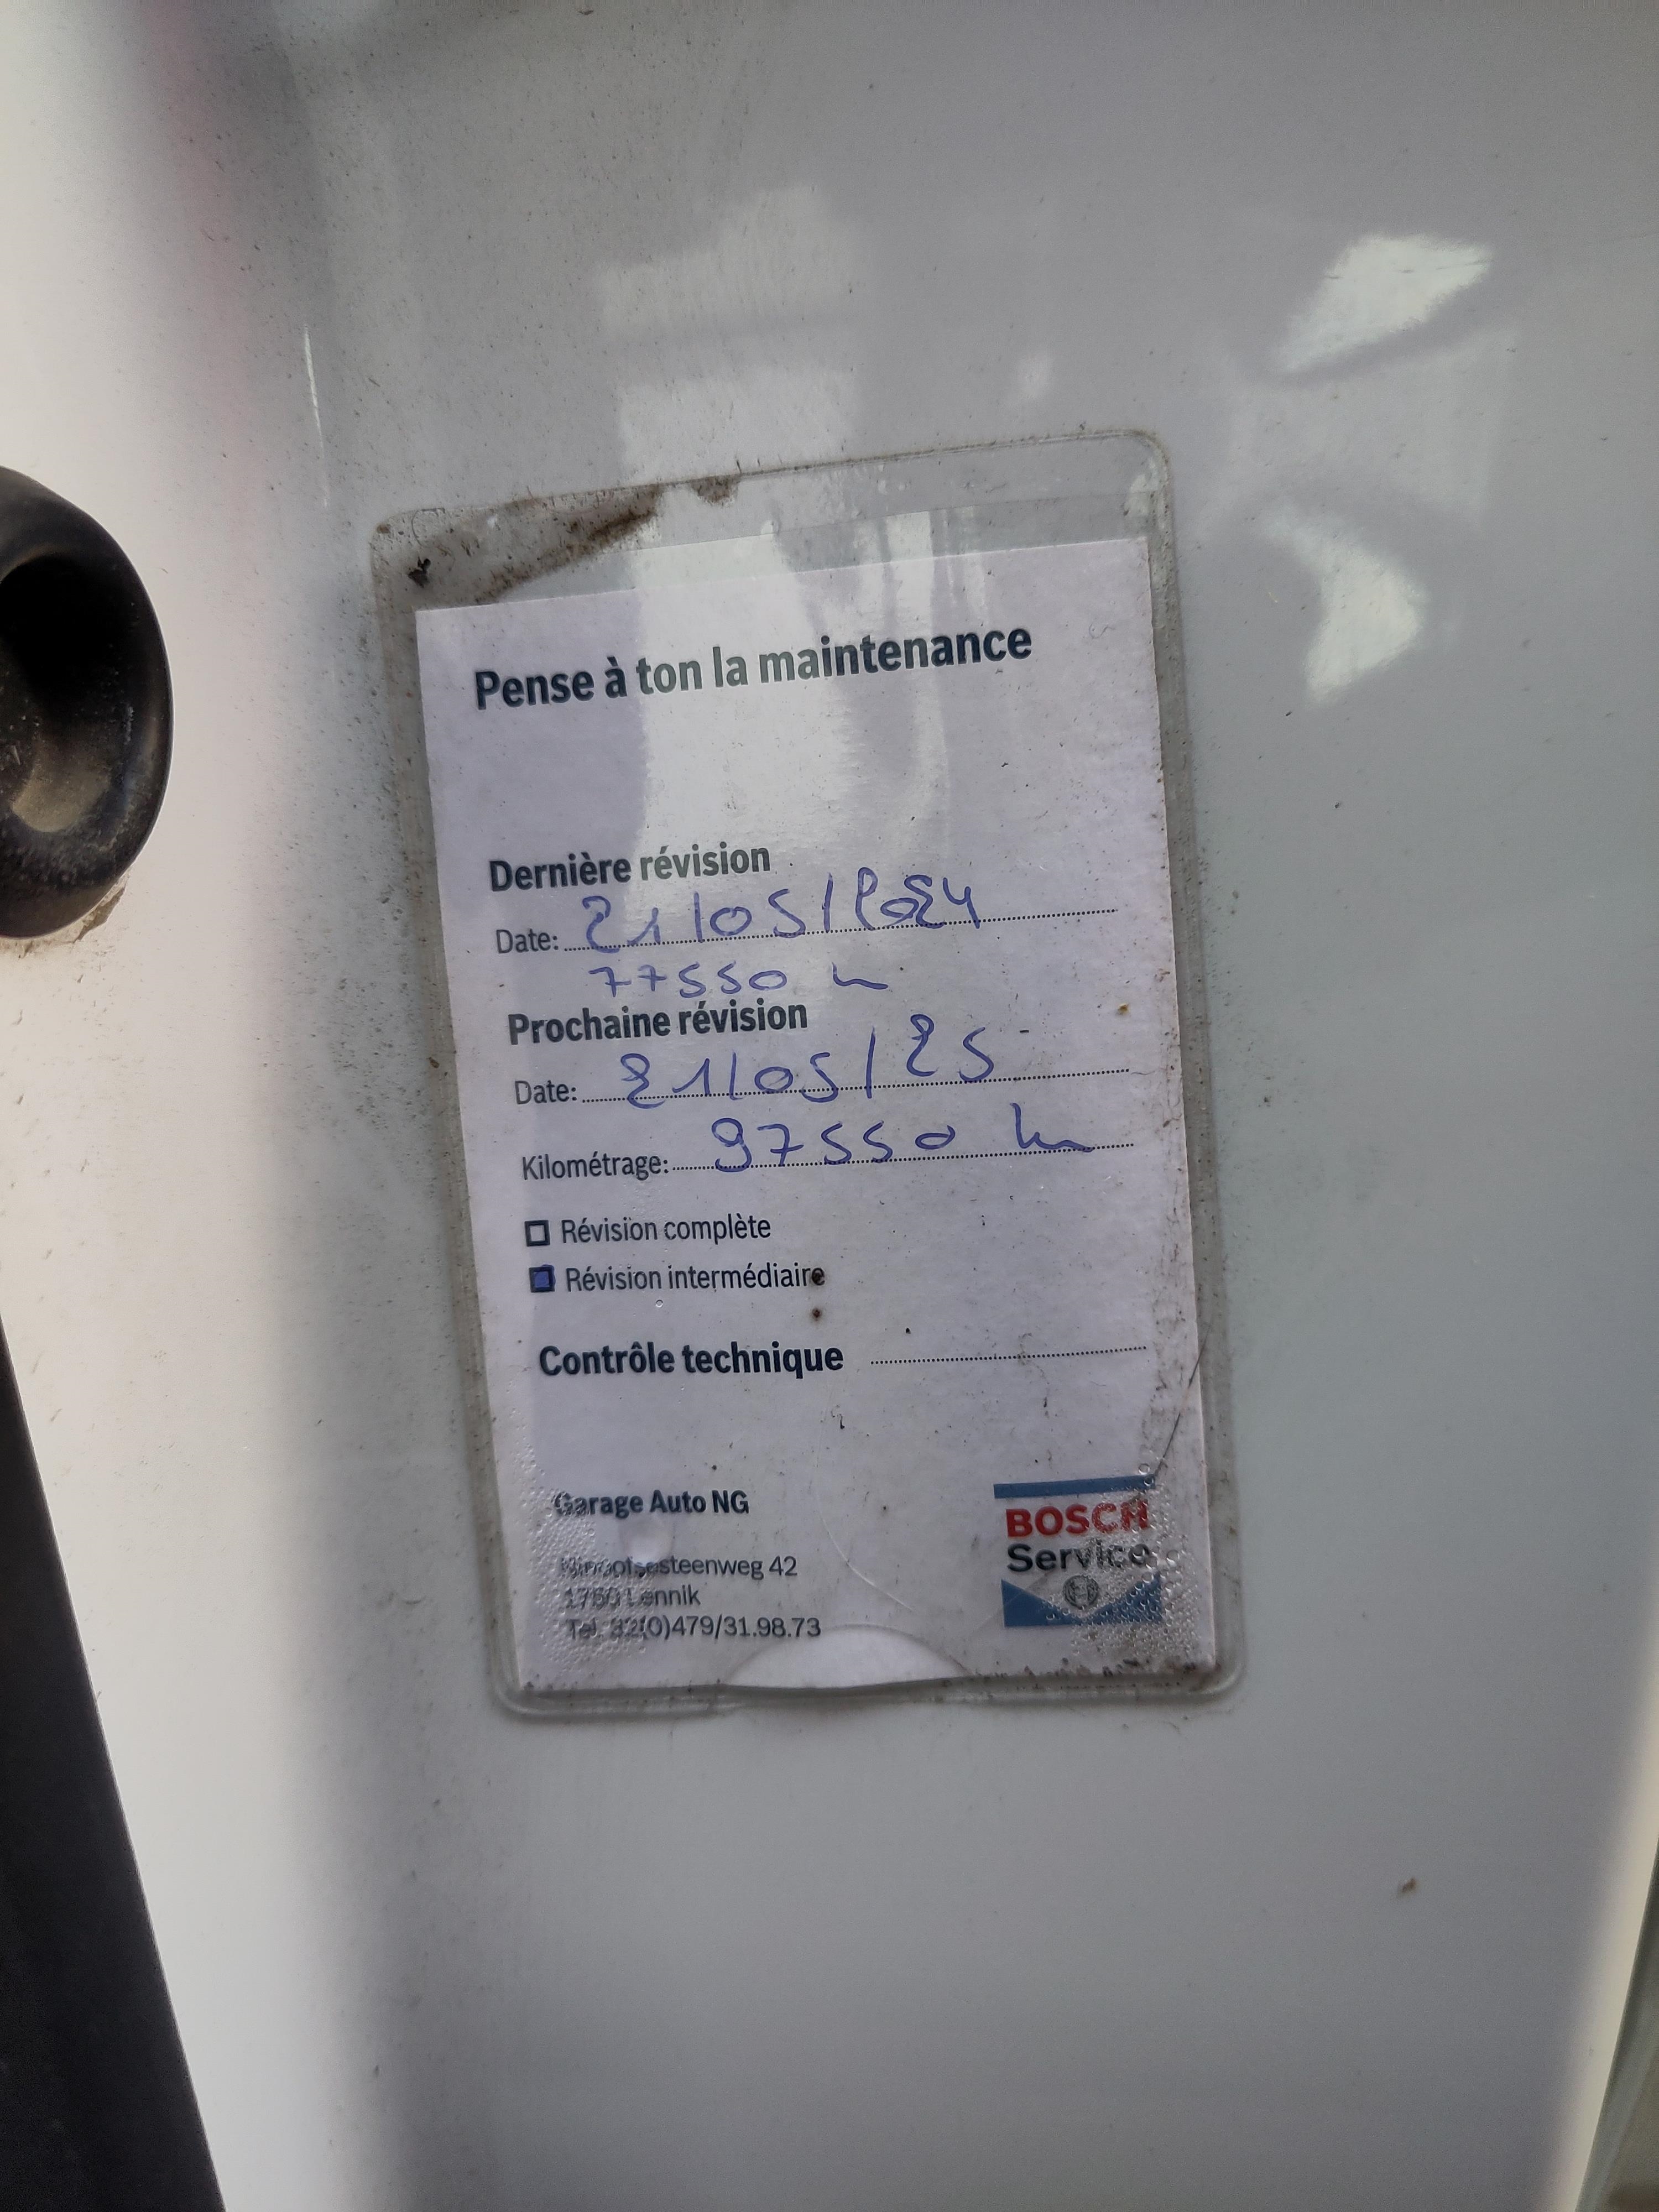 Pense à ton la maintenance
Dernière révision
Date: 21/05/2024
77550 km
Prochaine révision
Date: 21/05/25
Kilométrage: 97550 km
Révision complète
Révision intermédiaire
Contrôle technique
Garage Auto NG
42
1750 Lennik
Tel. 32(0)479/31.98.73
BOSCH
Service